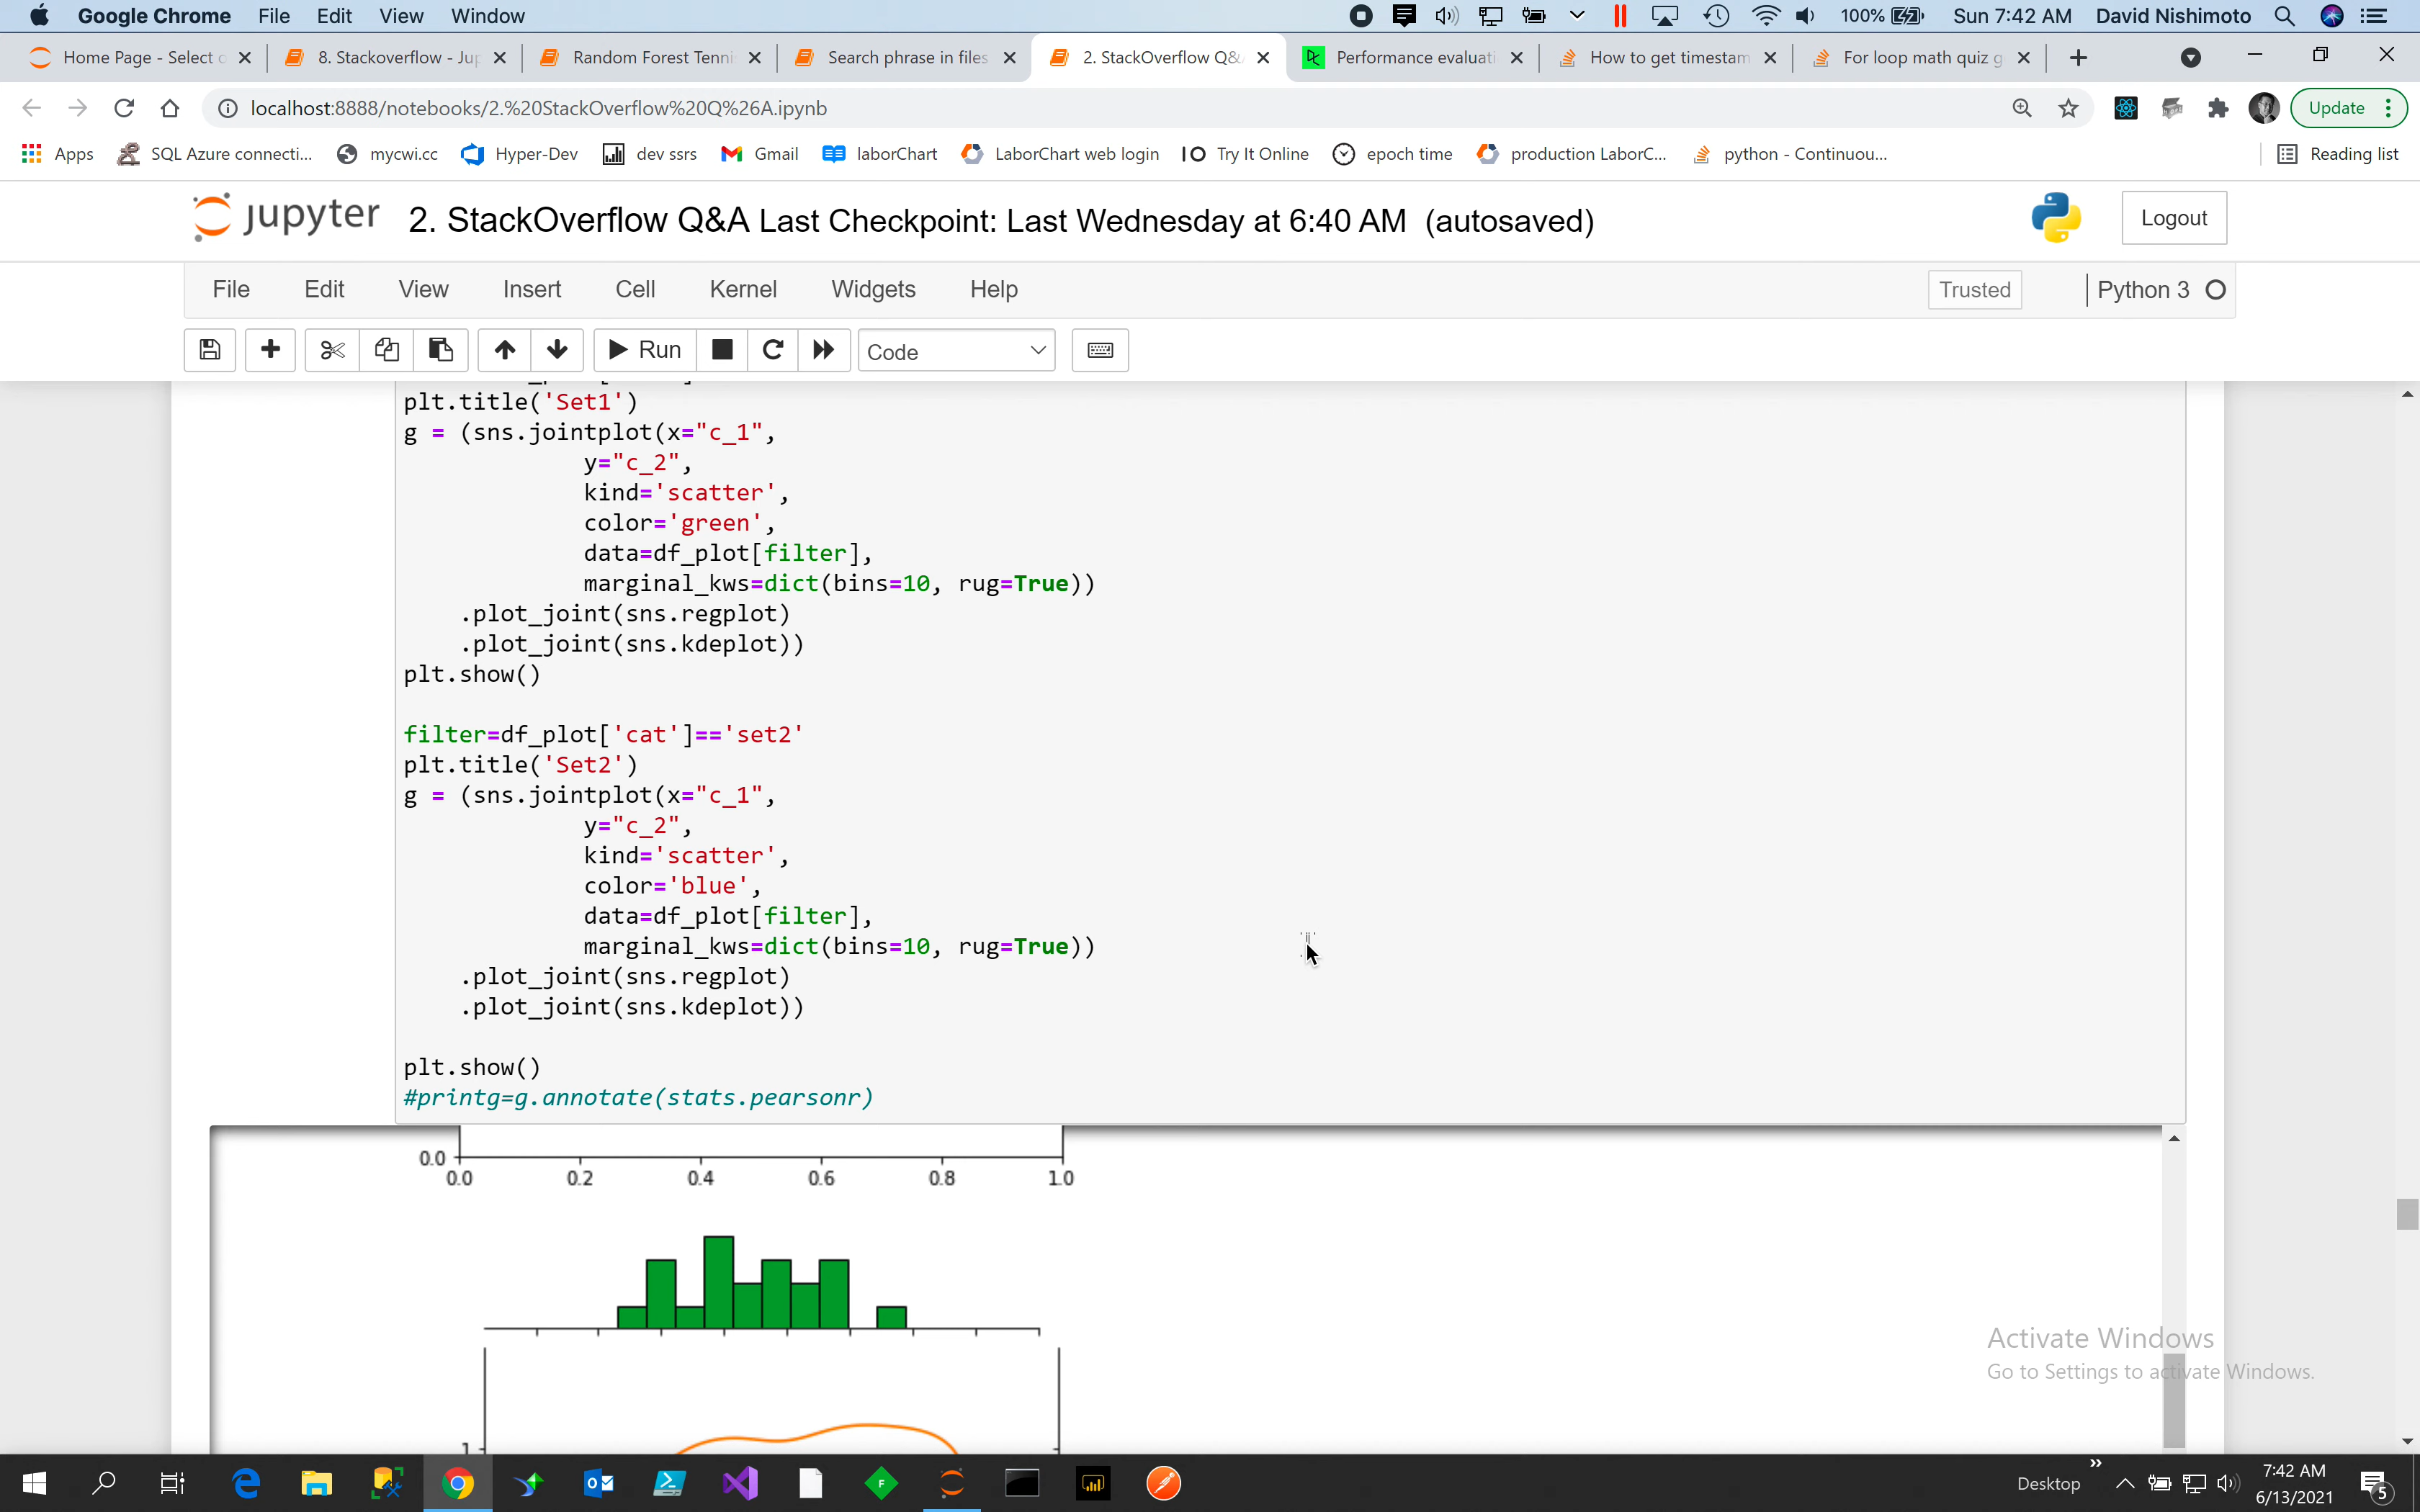 Google Chrome File Edit View Window 100% Sun 7:42 AM David Nishimoto
Home Page - Select 8. Stackoverflow - Jup Random Forest Tenni Search phrase in files 2. StackOverflow Q& Performance evaluati How to get timestam For loop math quiz g
localhost:8888/notebooks/2.%20StackOverflow%20Q%26A.ipynb Update
Apps SQL Azure connecti... mycwi.cc Hyper-Dev dev ssrs Gmail laborChart LaborChart web login IO Try It Online epoch time production LaborC... python - Continuou... Reading list
jupyter 2. StackOverflow Q&A Last Checkpoint: Last Wednesday at 6:40 AM (autosaved) Logout
File Edit View Insert Cell Kernel Widgets Help Trusted Python 3
Run Code
plt.title('Set1')
g = (sns.jointplot(x="c_1",
y="c_2",
kind='scatter',
color='green',
data=df_plot[filter],
marginal_kws=dict(bins=10, rug=True))
.plot_joint(sns.regplot)
.plot_joint(sns.kdeplot))
plt.show()
filter=df_plot['cat']=='set2'
plt.title('Set2')
g = (sns.jointplot(x="c_1",
y="c_2",
kind='scatter',
color='blue',
data=df_plot[filter],
marginal_kws=dict(bins=10, rug=True))
.plot_joint(sns.regplot)
.plot_joint(sns.kdeplot))
plt.show()
#printg=g.annotate(stats.pearsonr)
0.0
0.0 0.2 0.4 0.6 0.8 1.0
1
Activate Windows
Go to Settings to activate Windows.
Desktop 7:42 AM
6/13/2021 5